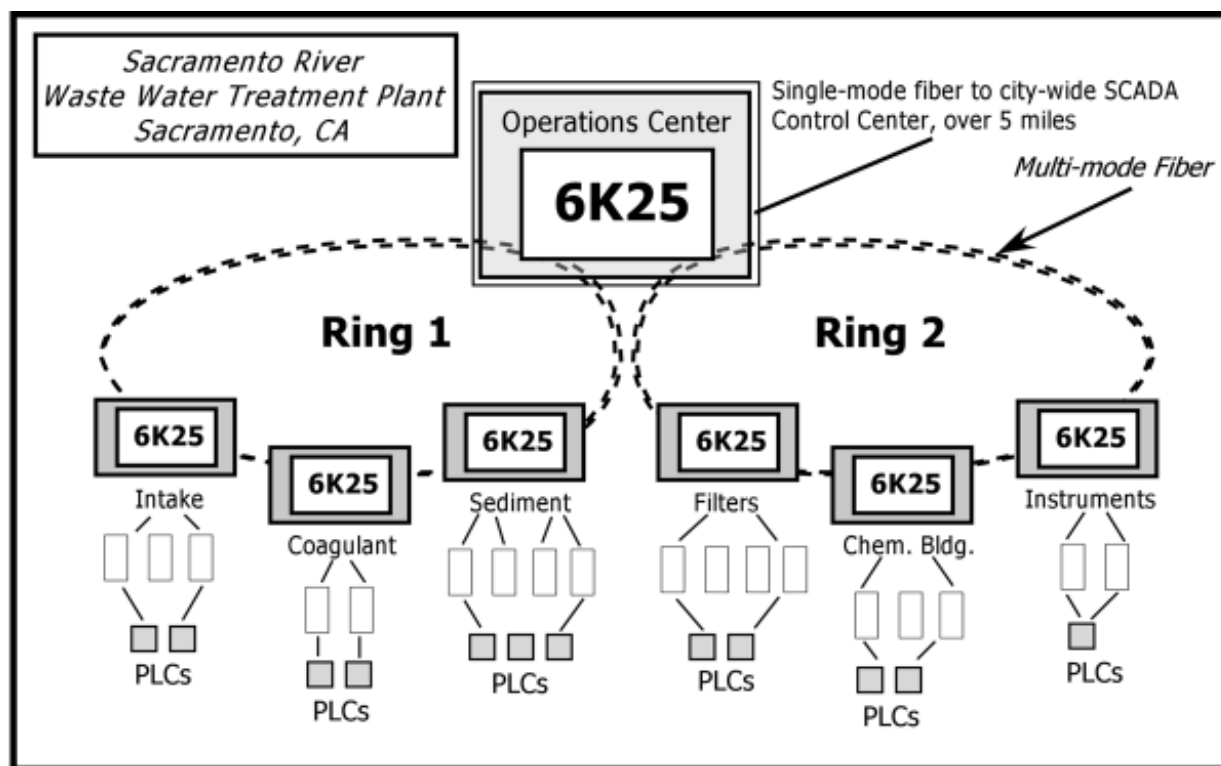 Sacramento River
Waste Water Treatment Plant
Sacramento, CA
Operations Center
6K25
Single-mode fiber to city-wide SCADA
Control Center, over 5 miles
Multi-mode Fiber
Ring 1
Ring 2
6K25
Intake
PLCs
6K25
Coagulant
PLCs
6K25
Sediment
PLCs
6K25
Filters
PLCs
6K25
Chem. Bldg.
PLCs
6K25
Instruments
PLCs